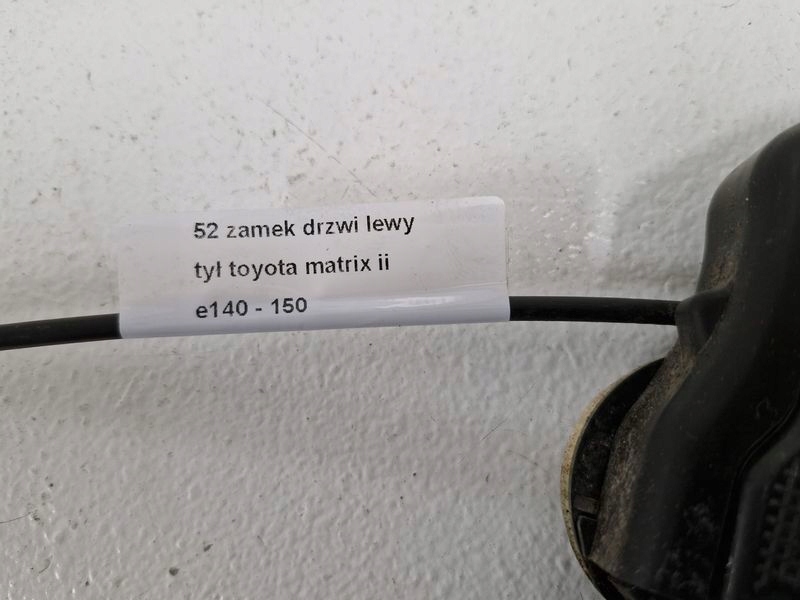 52 zamek drzwi lewy
tył toyota matrix ii
e140 - 150